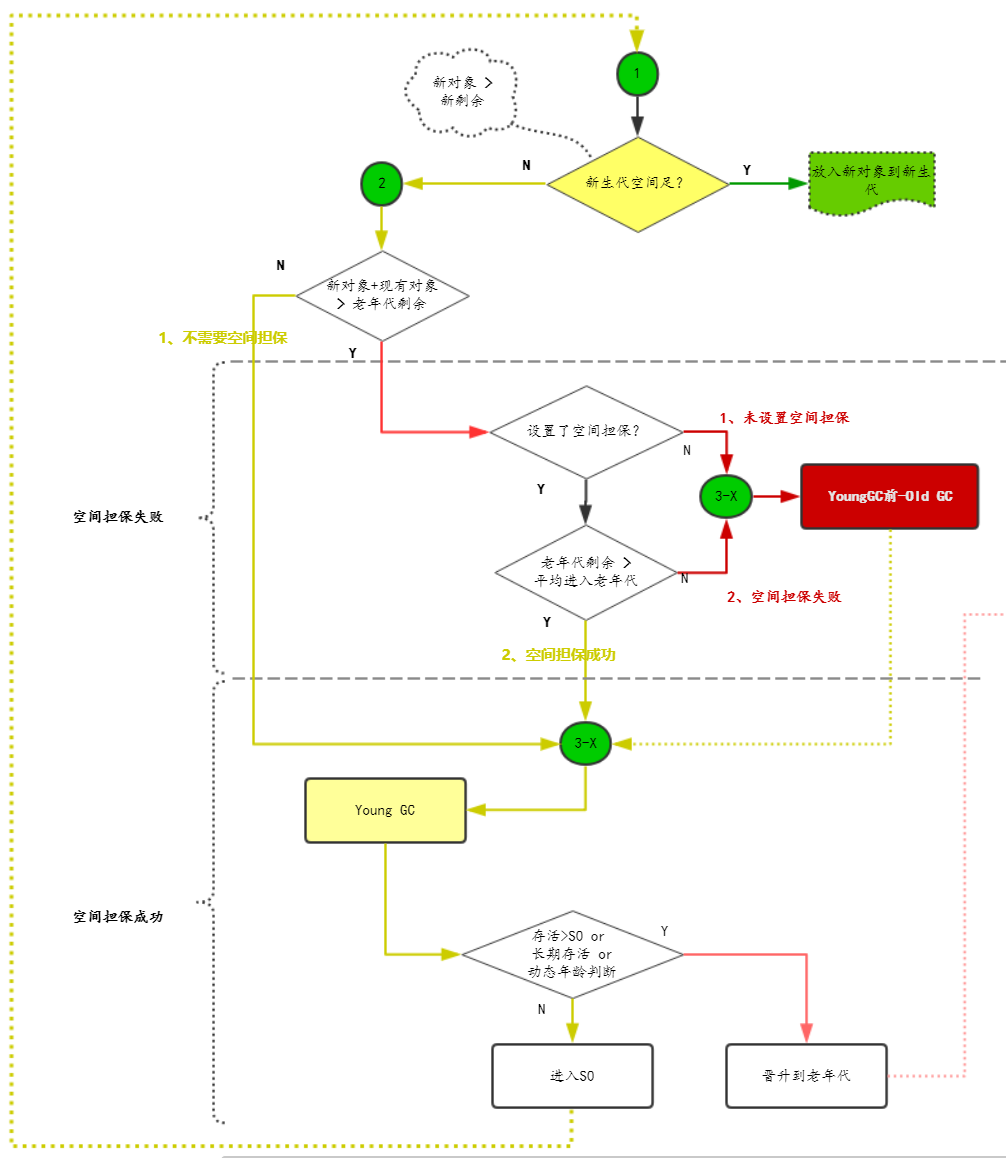 1
新对象 >
新剩余
N
Y
2
新生代空间足?
放入新对象到新生
代
N
新对象+现有对象
> 老年代剩余
1、不需要空间担保
Y
1、未设置空间担保
设置了空间担保?
N
Y
3-X
YoungGC前-Old GC
空间担保失败
老年代剩余 >
平均进入老年代
N
2、空间担保失败
Y
2、空间担保成功
3-X
Young GC
空间担保成功
存活>S0 or
长期存活 or
动态年龄判断
Y
N
进入S0
晋升到老年代